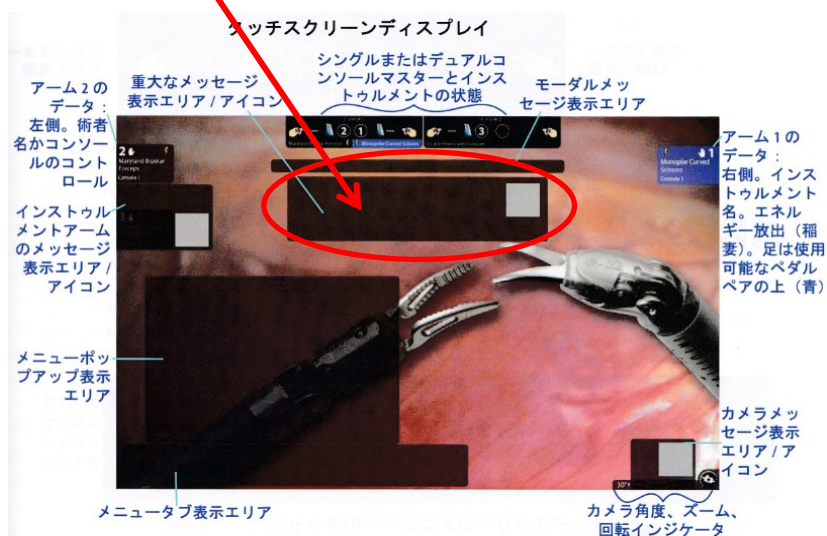 タッチスクリーンディスプレイ
シングルまたはデュアルコ
ンソールマスターとインス
トゥルメントの状態
重大なメッセージ
表示エリア / アイコン
モーダルメッ
セージ表示エリア
アーム 2 の
データ:
左側。術者
名かコンソー
ルのコント
ロール
2
Maryland Bipolar
Forceps
Console 1
2 1
3
Monopolar Curved Scissors
1
Monopolar Curved
Scissors
アーム 1 の
データ:
右側。インス
トゥルメント
名。エネル
ギー放出(稲
妻)。足は使用
可能なペダル
ペアの上(青)
インストゥル
メントアーム
のメッセージ
表示エリア /
アイコン
メニューポッ
プアップ表示
エリア
メニュータブ表示エリア
カメラメッ
セージ表示
エリア / ア
イコン
30°
カメラ角度、ズーム、
回転インジケータ